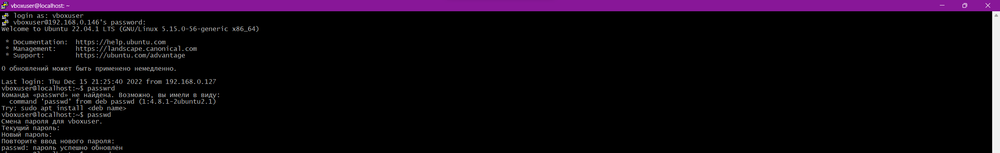 vboxuser@localhost: ~
login as: vboxuser
vboxuser@192.168.0.146's password:
Welcome to Ubuntu 22.04.1 LTS (GNU/Linux 5.15.0-56-generic x86_64)
* Documentation:  https://help.ubuntu.com
* Management:     https://landscape.canonical.com
* Support:        https://ubuntu.com/advantage
0 обновлений может быть применено немедленно.
Last login: Thu Dec 15 21:25:40 2022 from 192.168.0.127
vboxuser@localhost:~$ passwrd
Команда «passwrd» не найдена. Возможно, вы имели в виду:
command 'passwd' from deb passwd (1:4.8.1-2ubuntu2.1)
Try: sudo apt install <deb name>
vboxuser@localhost:~$ passwd
Смена пароля для vboxuser.
Текущий пароль:
Новый пароль:
Повторите ввод нового пароля:
passwd: пароль успешно обновлён